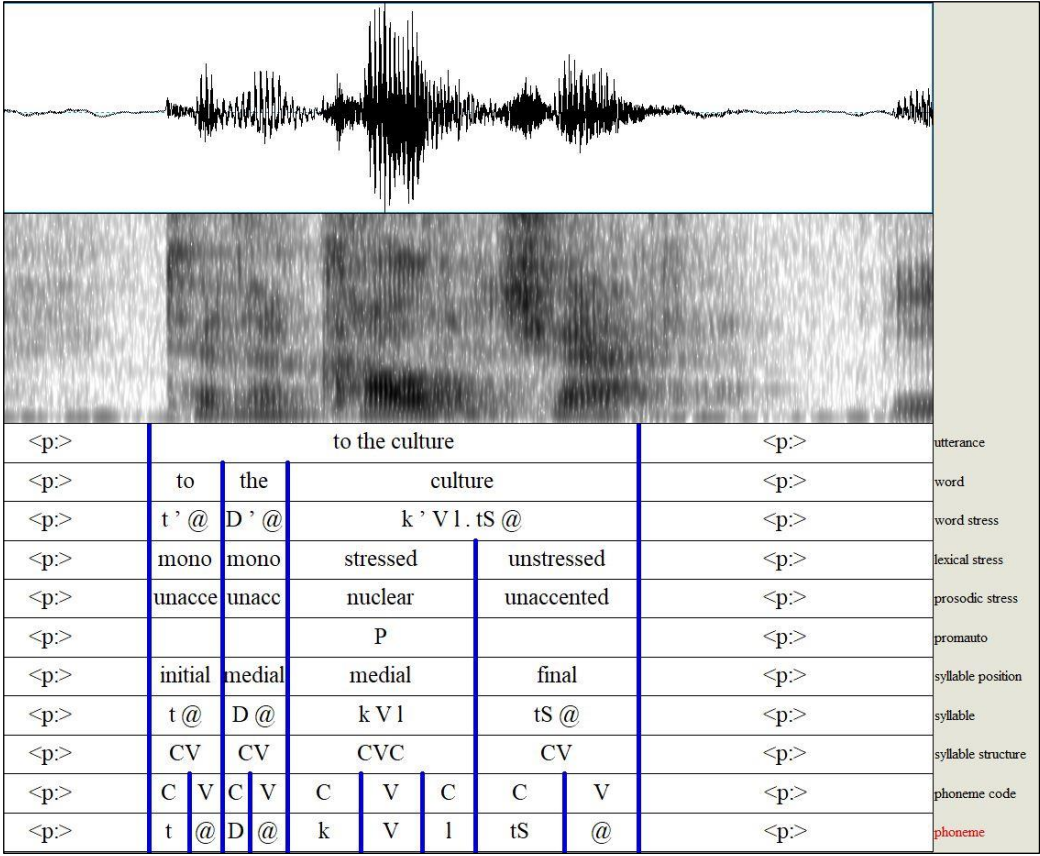 <p:> to the culture <p:> utterance
<p:> to the culture <p:> word
<p:> t ’ @ D ’ @ k ’ V l . tS @ <p:> word stress
<p:> mono mono stressed unstressed <p:> lexical stress
<p:> unacce unacc nuclear unaccented <p:> prosodic stress
<p:> P <p:> promauto
<p:> initial medial medial final <p:> syllable position
<p:> t @ D @ k V l tS @ <p:> syllable
<p:> CV CV CVC CV <p:> syllable structure
<p:> C V C V C V C C V <p:> phoneme code
<p:> t @ D @ k V l tS @ <p:> phoneme